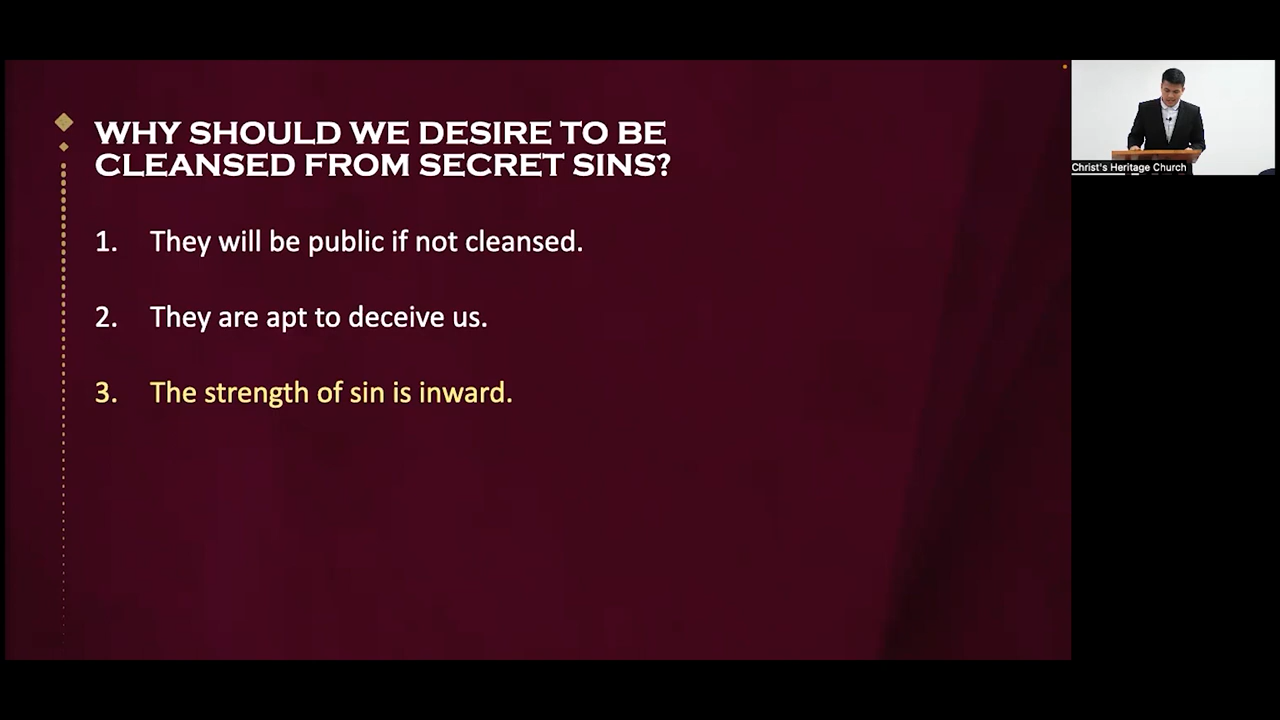 WHY SHOULD WE DESIRE TO BE
CLEANSED FROM SECRET SINS?
1. They will be public if not cleansed.
2. They are apt to deceive us.
3. The strength of sin is inward.
Christ's Heritage Church